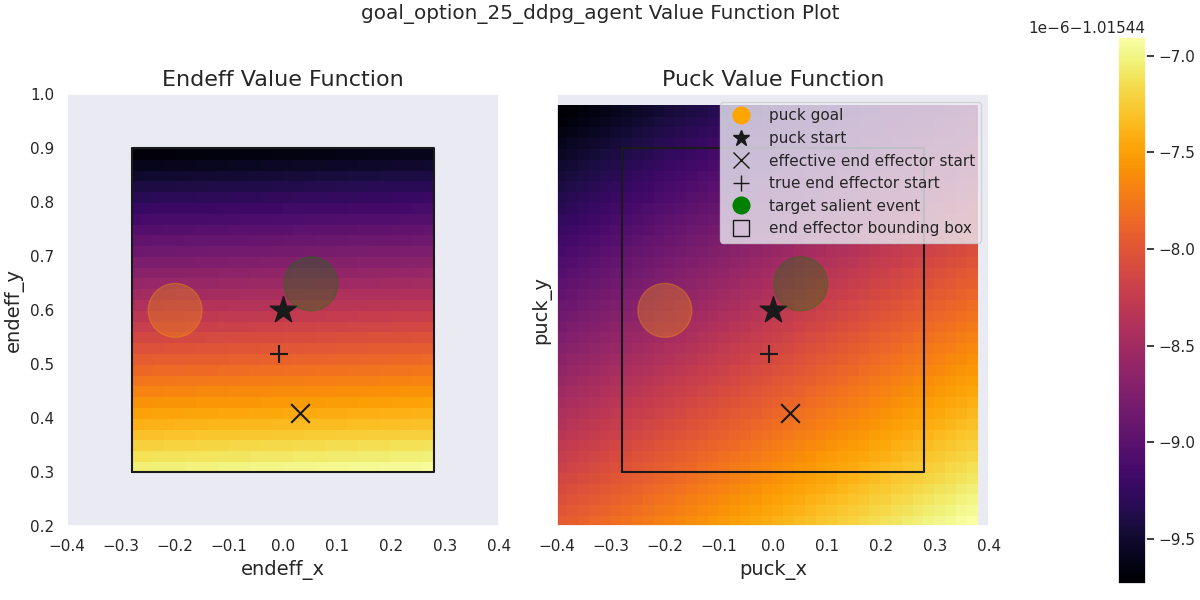 goal_option_25_ddpg_agent Value Function Plot
1e−6−1.01544
Endeff Value Function
Puck Value Function
1.0
0.9
0.8
0.7
0.6
0.5
0.4
0.3
0.2
endeff_y
−0.4 −0.3 −0.2 −0.1 0.0 0.1 0.2 0.3 0.4
endeff_x
puck_y
puck goal
puck start
effective end effector start
true end effector start
target salient event
end effector bounding box
−0.4 −0.3 −0.2 −0.1 0.0 0.1 0.2 0.3 0.4
puck_x
−7.0
−7.5
−8.0
−8.5
−9.0
−9.5